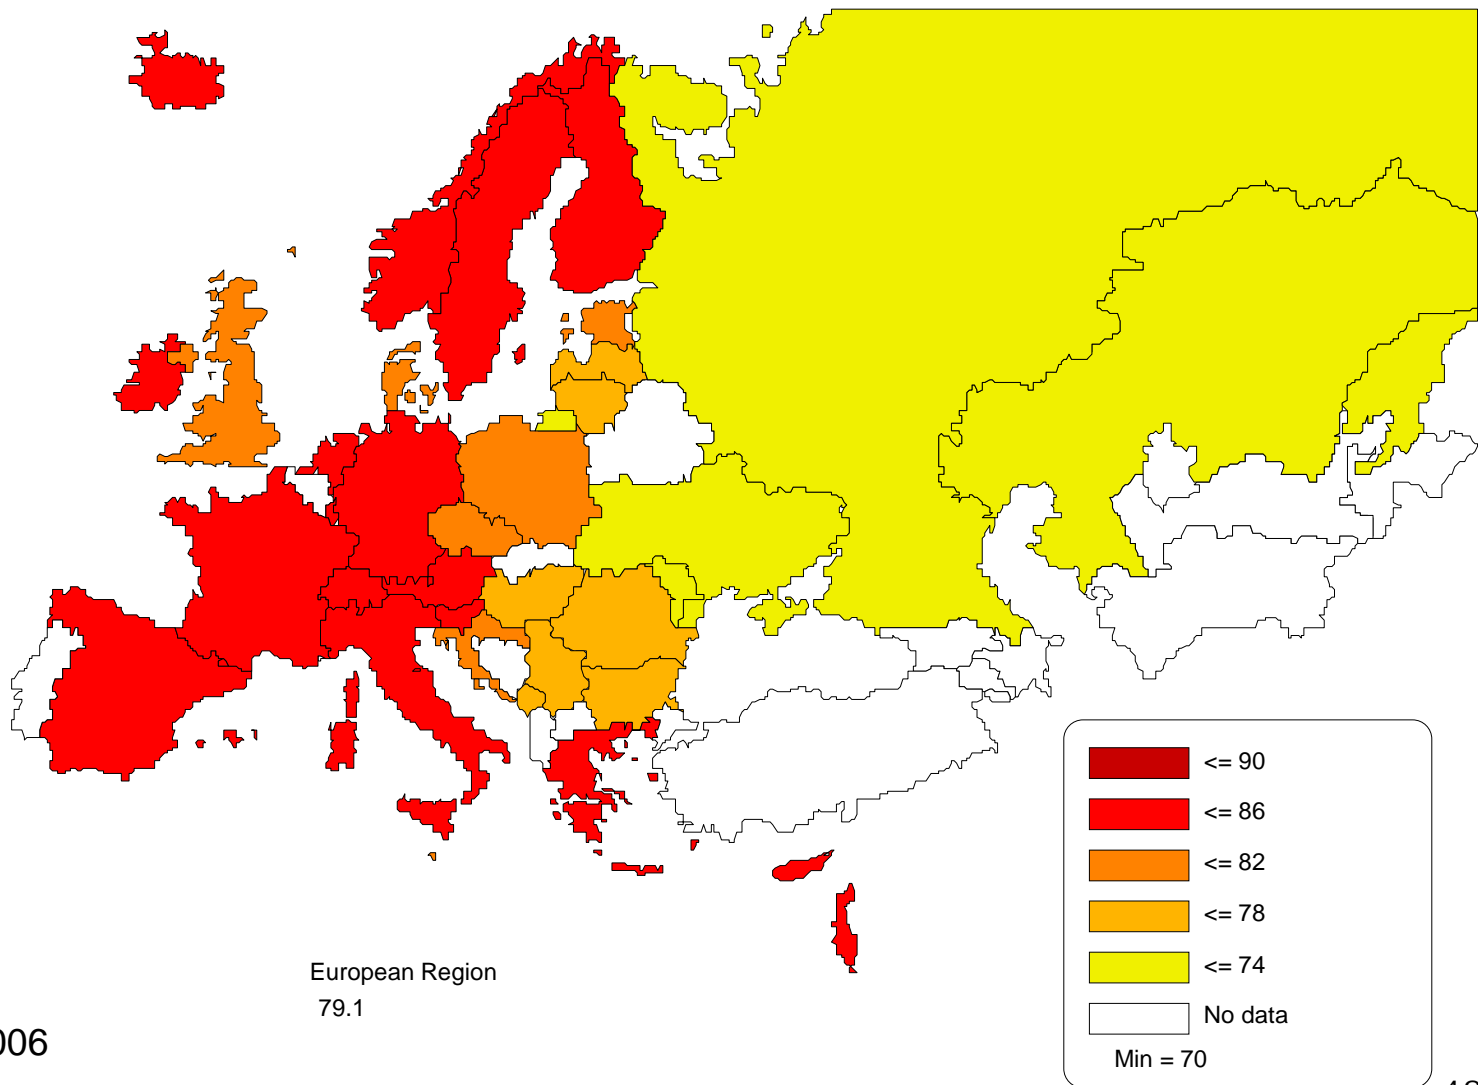 <= 90
<= 86
<= 82
<= 78
<= 74
No data
Min = 70
European Region
79.1
006